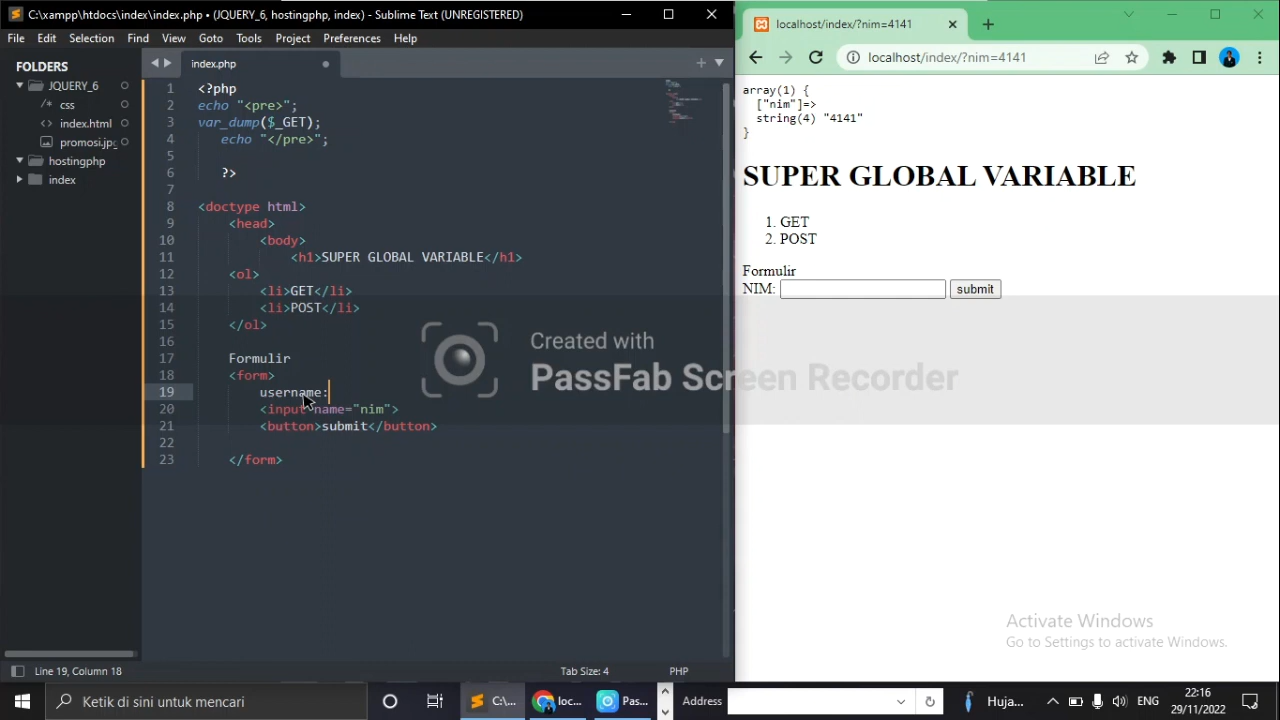 C:\xampp\htdocs\index\index.php • (JQUERY_6, hostingphp, index) - Sublime Text (UNREGISTERED)
File Edit Selection Find View Goto Tools Project Preferences Help
FOLDERS
JQUERY_6
/* css
<> index.html
promosi.jpg
hostingphp
index
index.php
1 <?php
2 echo "<pre>";
3 var_dump($_GET);
4 echo "</pre>";
5
6 ?>
7
8 <doctype html>
9 <head>
10 <body>
11 <h1>SUPER GLOBAL VARIABLE</h1>
12 <ol>
13 <li>GET</li>
14 <li>POST</li>
15 </ol>
16
17 Formulir
18 <form>
19 username:
20 <input name="nim">
21 <button>submit</button>
22
23 </form>
Line 19, Column 18
Tab Size: 4
PHP
localhost/index/?nim=4141
localhost/index/?nim=4141
array(1) {
["nim"]=>
string(4) "4141"
}
SUPER GLOBAL VARIABLE
1. GET
2. POST
Formulir
NIM: submit
Created with
PassFab Screen Recorder
Activate Windows
Go to Settings to activate Windows.
Ketik di sini untuk mencari
C:\...
loc...
Pas...
Address
Huja...
ENG
22:16
29/11/2022